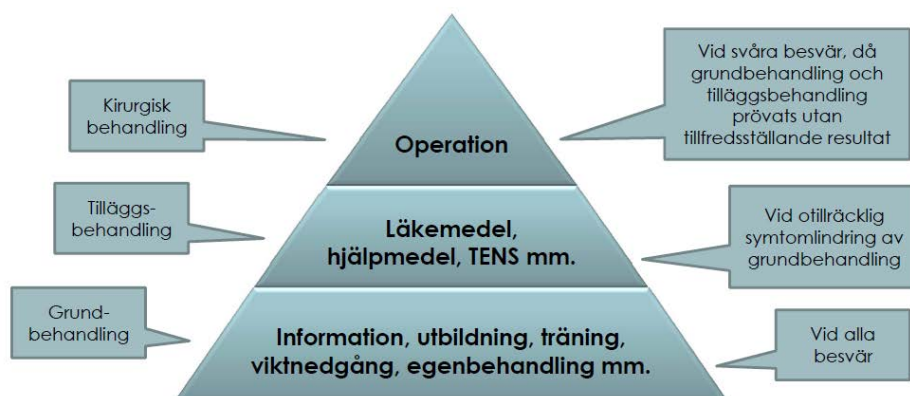 Kirurgisk
behandling
Operation
Vid svåra besvär, då
grundbehandling och
tilläggsbehandling
prövats utan
tillfredsställande resultat
Tilläggs-
behandling
Läkemedel,
hjälpmedel, TENS mm.
Vid otillräcklig
symtomlindring av
grundbehandling
Grund-
behandling
Information, utbildning, träning,
viktnedgång, egenbehandling mm.
Vid alla
besvär